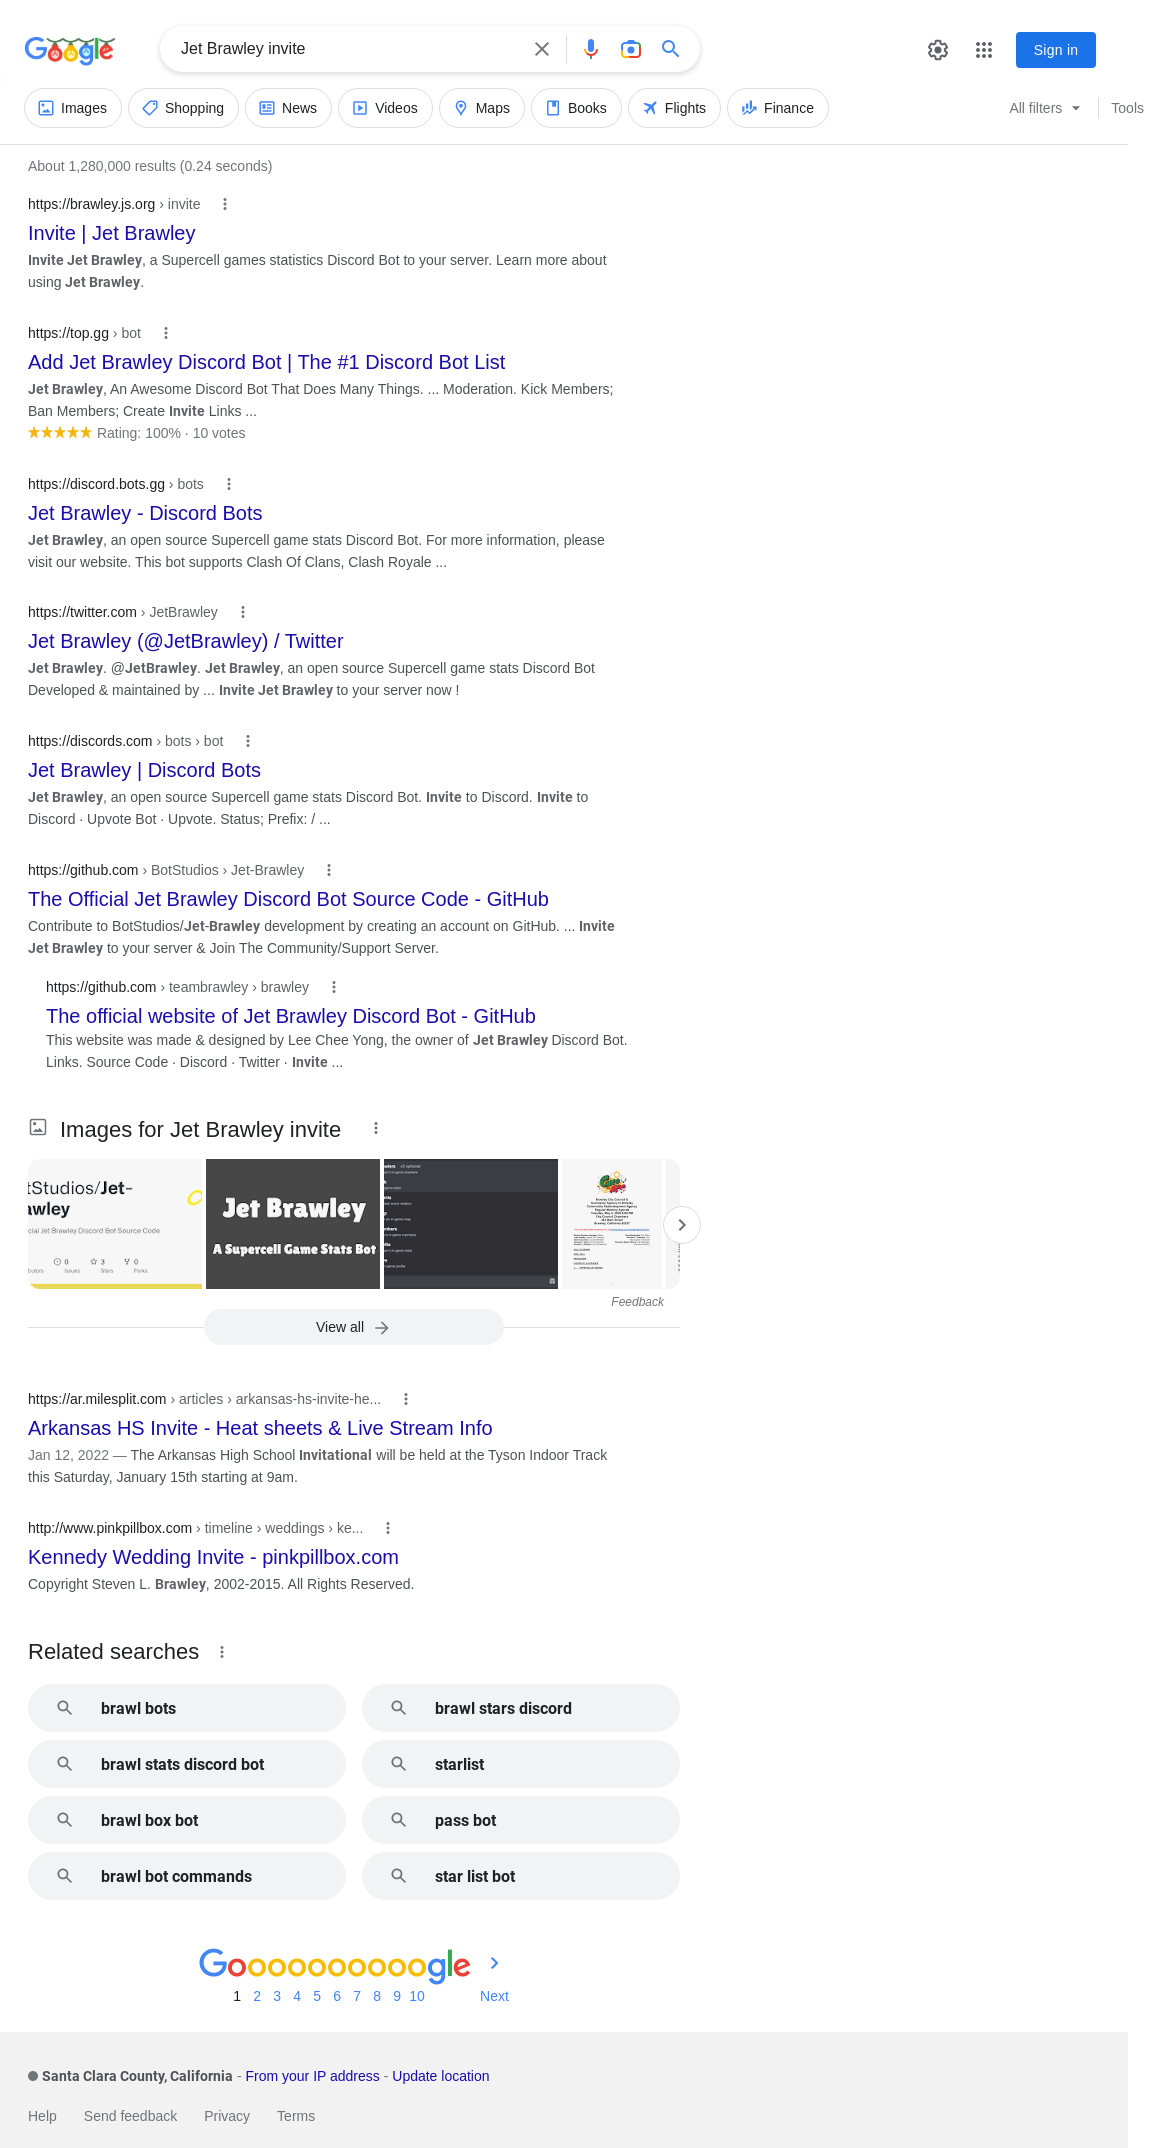 Google
Jet Brawley invite
Sign in
Images
Shopping
News
Videos
Maps
Books
Flights
Finance
All filters
Tools
About 1,280,000 results (0.24 seconds)
https://brawley.js.org › invite
Invite | Jet Brawley
Invite Jet Brawley, a Supercell games statistics Discord Bot to your server. Learn more about
using Jet Brawley.
https://top.gg › bot
Add Jet Brawley Discord Bot | The #1 Discord Bot List
Jet Brawley, An Awesome Discord Bot That Does Many Things. ... Moderation. Kick Members;
Ban Members; Create Invite Links ...
Rating: 100% · 10 votes
https://discord.bots.gg › bots
Jet Brawley - Discord Bots
Jet Brawley, an open source Supercell game stats Discord Bot. For more information, please
visit our website. This bot supports Clash Of Clans, Clash Royale ...
https://twitter.com › JetBrawley
Jet Brawley (@JetBrawley) / Twitter
Jet Brawley. @JetBrawley. Jet Brawley, an open source Supercell game stats Discord Bot
Developed & maintained by ... Invite Jet Brawley to your server now !
https://discords.com › bots › bot
Jet Brawley | Discord Bots
Jet Brawley, an open source Supercell game stats Discord Bot. Invite to Discord. Invite to
Discord · Upvote Bot · Upvote. Status; Prefix: / ...
https://github.com › BotStudios › Jet-Brawley
The Official Jet Brawley Discord Bot Source Code - GitHub
Contribute to BotStudios/Jet-Brawley development by creating an account on GitHub. ... Invite
Jet Brawley to your server & Join The Community/Support Server.
https://github.com › teambrawley › brawley
The official website of Jet Brawley Discord Bot - GitHub
This website was made & designed by Lee Chee Yong, the owner of Jet Brawley Discord Bot.
Links. Source Code · Discord · Twitter · Invite ...
Images for Jet Brawley invite
tStudios/Jet-
awley
cial Jet Brawley Discord Bot Source Code
0
3
0
Issues
Stars
Forks
Jet Brawley
A Supercell Game Stats Bot
Feedback
View all
https://ar.milesplit.com › articles › arkansas-hs-invite-he...
Arkansas HS Invite - Heat sheets & Live Stream Info
Jan 12, 2022 — The Arkansas High School Invitational will be held at the Tyson Indoor Track
this Saturday, January 15th starting at 9am.
http://www.pinkpillbox.com › timeline › weddings › ke...
Kennedy Wedding Invite - pinkpillbox.com
Copyright Steven L. Brawley, 2002-2015. All Rights Reserved.
Related searches
brawl bots
brawl stars discord
brawl stats discord bot
starlist
brawl box bot
pass bot
brawl bot commands
star list bot
Goooooooooogle
1 2 3 4 5 6 7 8 9 10 Next
Santa Clara County, California - From your IP address - Update location
Help Send feedback Privacy Terms